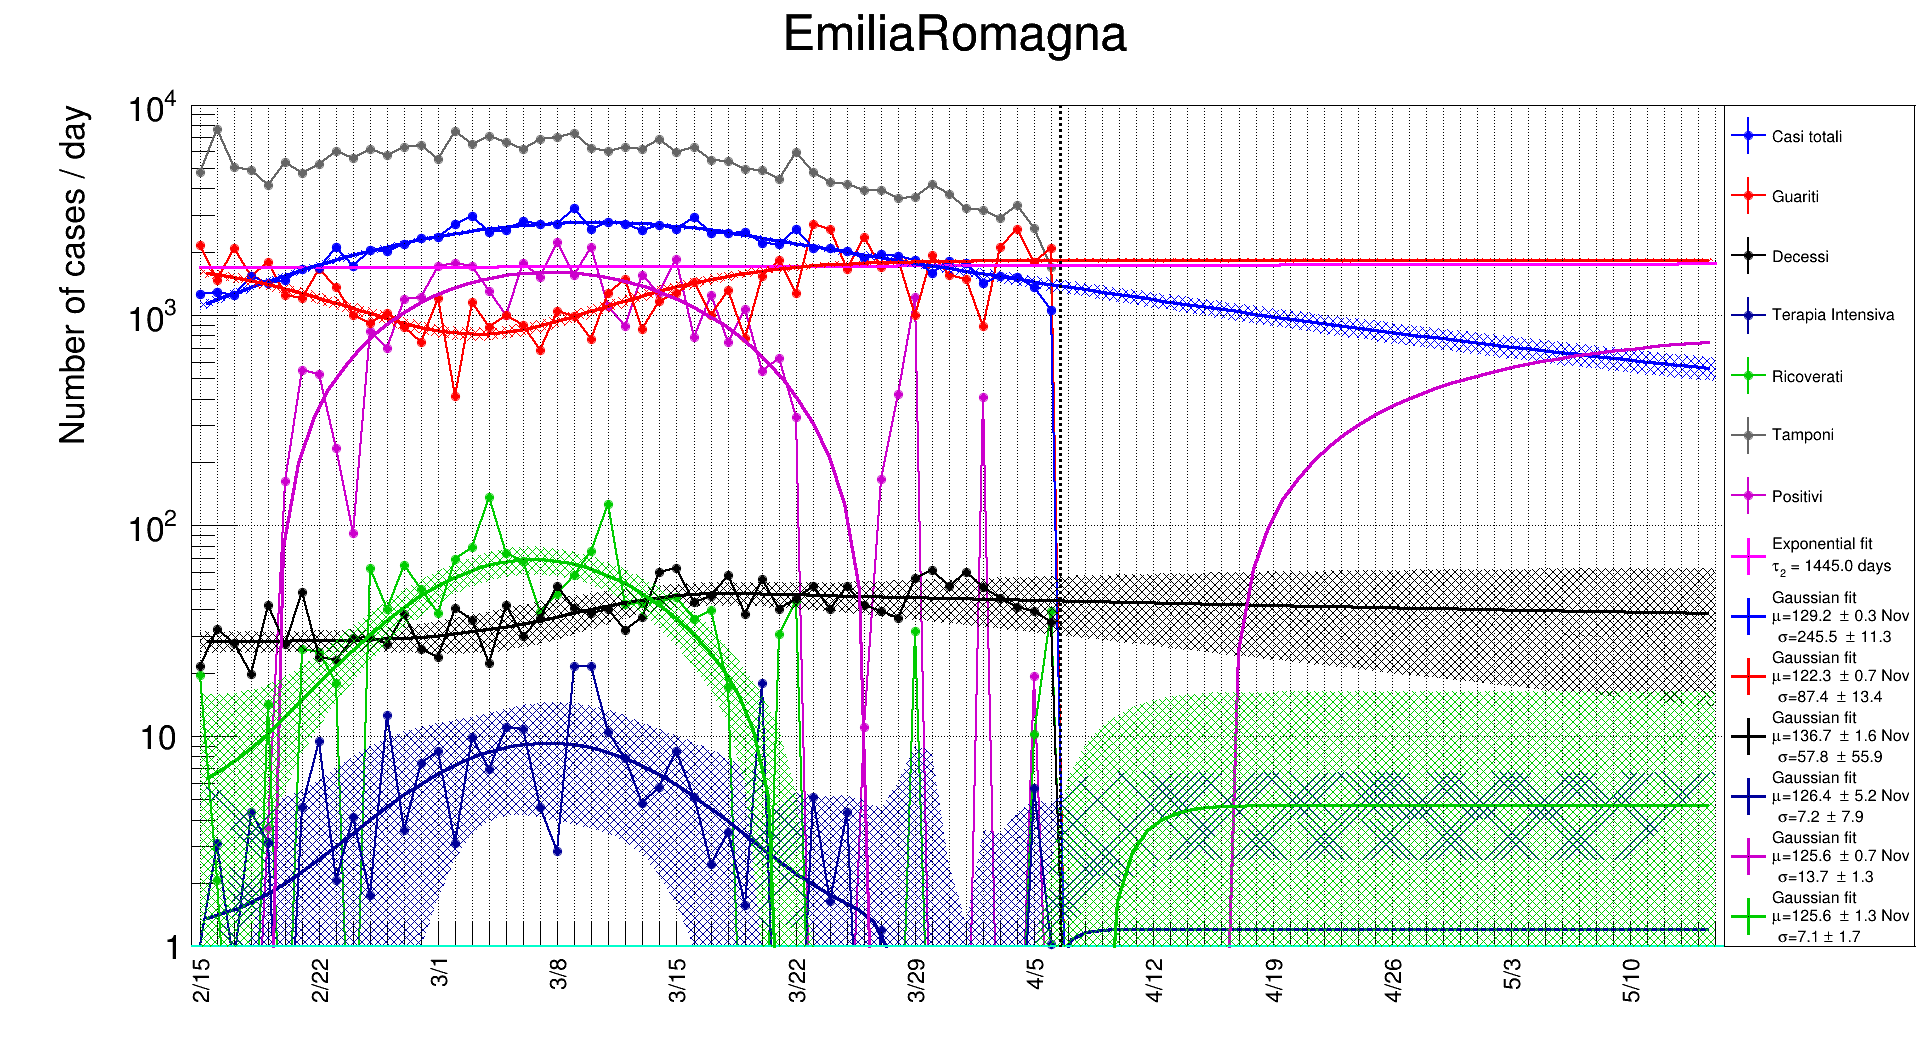 EmiliaRomagna
Number of cases / day
10^4
10^3
10^2
10
1
2/15
2/22
3/1
3/8
3/15
3/22
3/29
4/5
4/12
4/19
4/26
5/3
5/10
Casi totali
Guariti
Decessi
Terapia Intensiva
Ricoverati
Tamponi
Positivi
Exponential fit
τ₂ = 1445.0 days
Gaussian fit
μ=129.2 ± 0.3 Nov
σ=245.5 ± 11.3
Gaussian fit
μ=122.3 ± 0.7 Nov
σ=87.4 ± 13.4
Gaussian fit
μ=136.7 ± 1.6 Nov
σ=57.8 ± 55.9
Gaussian fit
μ=126.4 ± 5.2 Nov
σ=7.2 ± 7.9
Gaussian fit
μ=125.6 ± 0.7 Nov
σ=13.7 ± 1.3
Gaussian fit
μ=125.6 ± 1.3 Nov
σ=7.1 ± 1.7